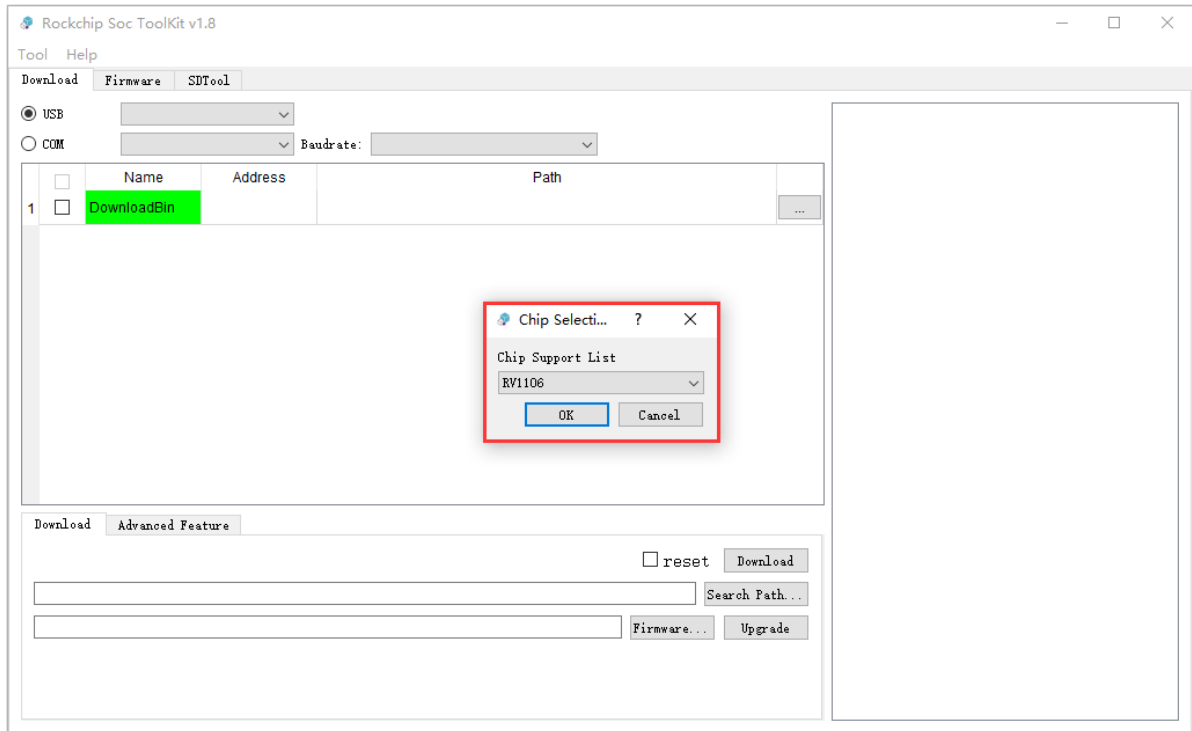 Rockchip Soc ToolKit v1.8
Tool Help
Download Firmware SDTool
USB
COM Baudrate:
Name Address Path
1 DownloadBin ...
Chip Selecti... ?
Chip Support List
RV1106
OK Cancel
Download Advanced Feature
reset Download
Search Path...
Firmware... Upgrade